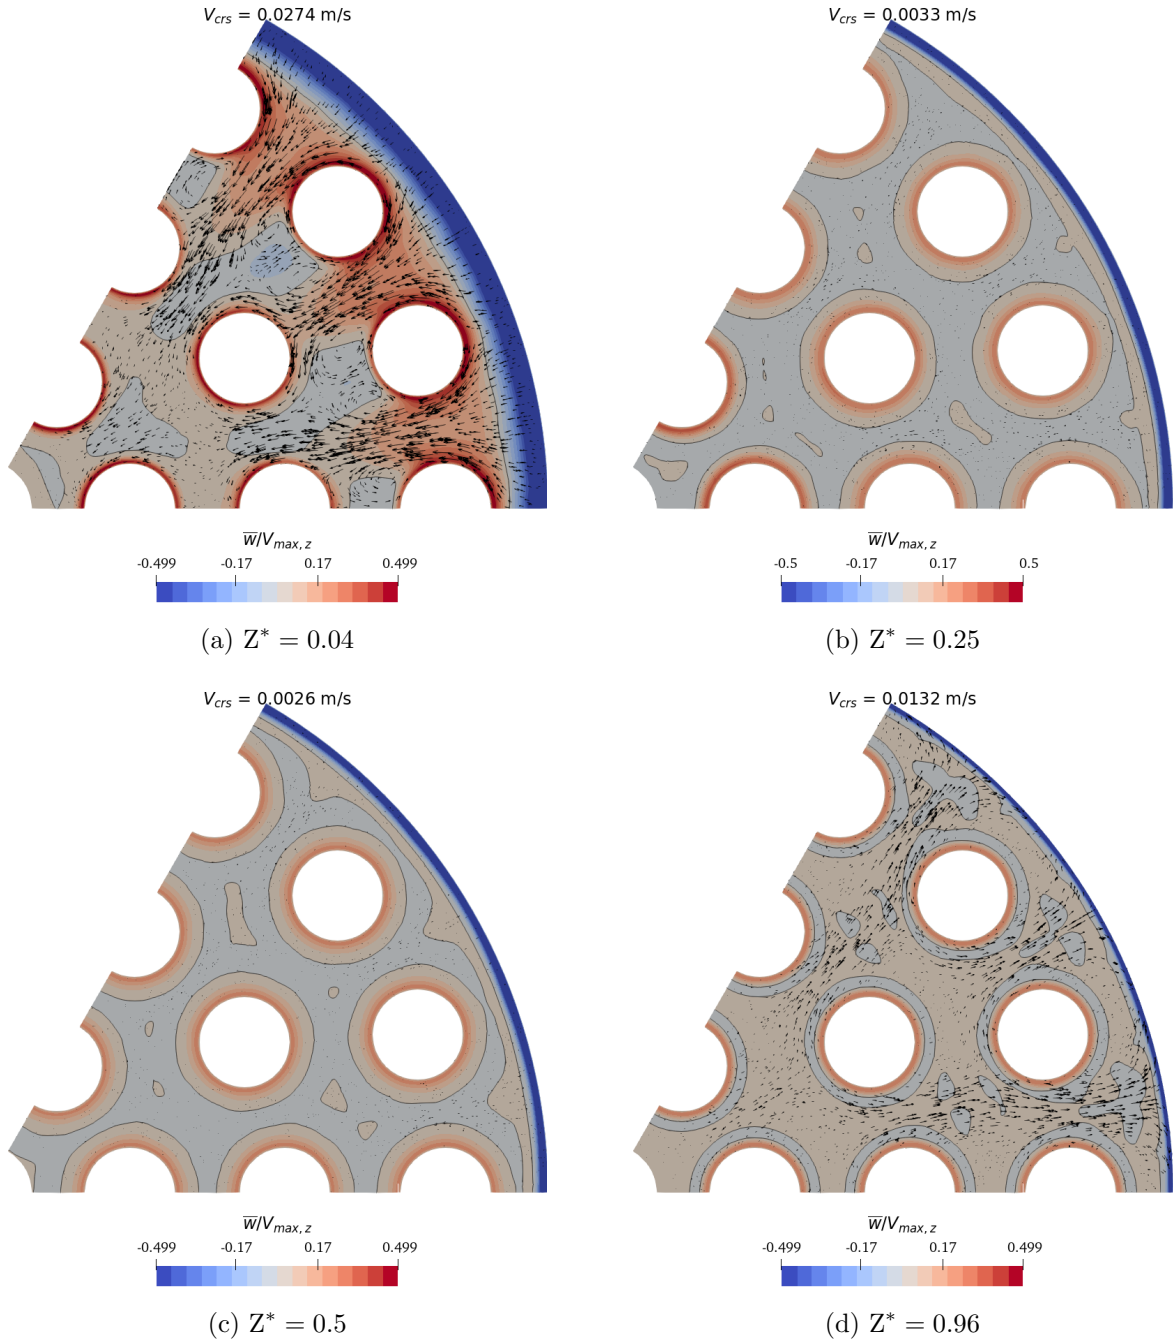 V_crs = 0.0274 m/s
w̅/V_max, z
-0.499 -0.17 0.17 0.499
(a) Z* = 0.04
V_crs = 0.0033 m/s
w̅/V_max, z
-0.5 -0.17 0.17 0.5
(b) Z* = 0.25
V_crs = 0.0026 m/s
w̅/V_max, z
-0.499 -0.17 0.17 0.499
(c) Z* = 0.5
V_crs = 0.0132 m/s
w̅/V_max, z
-0.499 -0.17 0.17 0.499
(d) Z* = 0.96